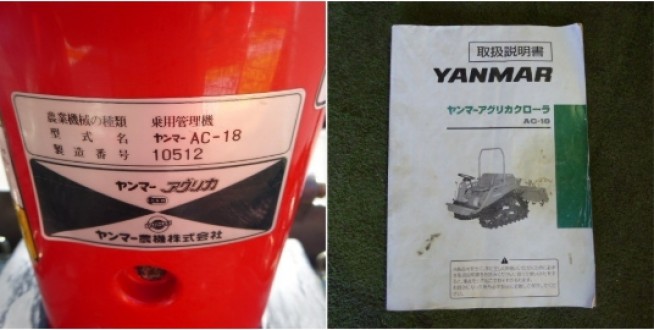 農業機械の種類 乗用管理機
型式名 ヤンマー AC-18
製造番号 10512
ヤンマー アグリカ
ヤンマー農機株式会社
取扱説明書
YANMAR
ヤンマーアグリカクローラ
AC-18